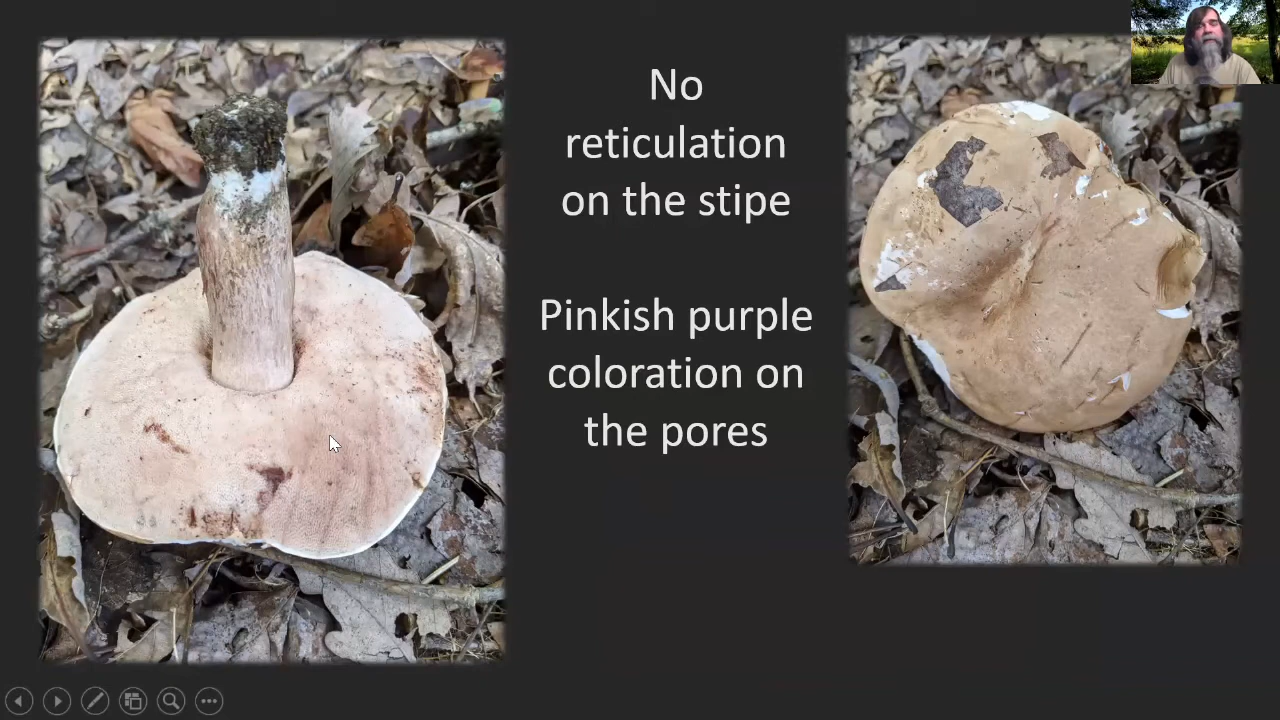 No
reticulation
on the stipe
Pinkish purple
coloration on
the pores